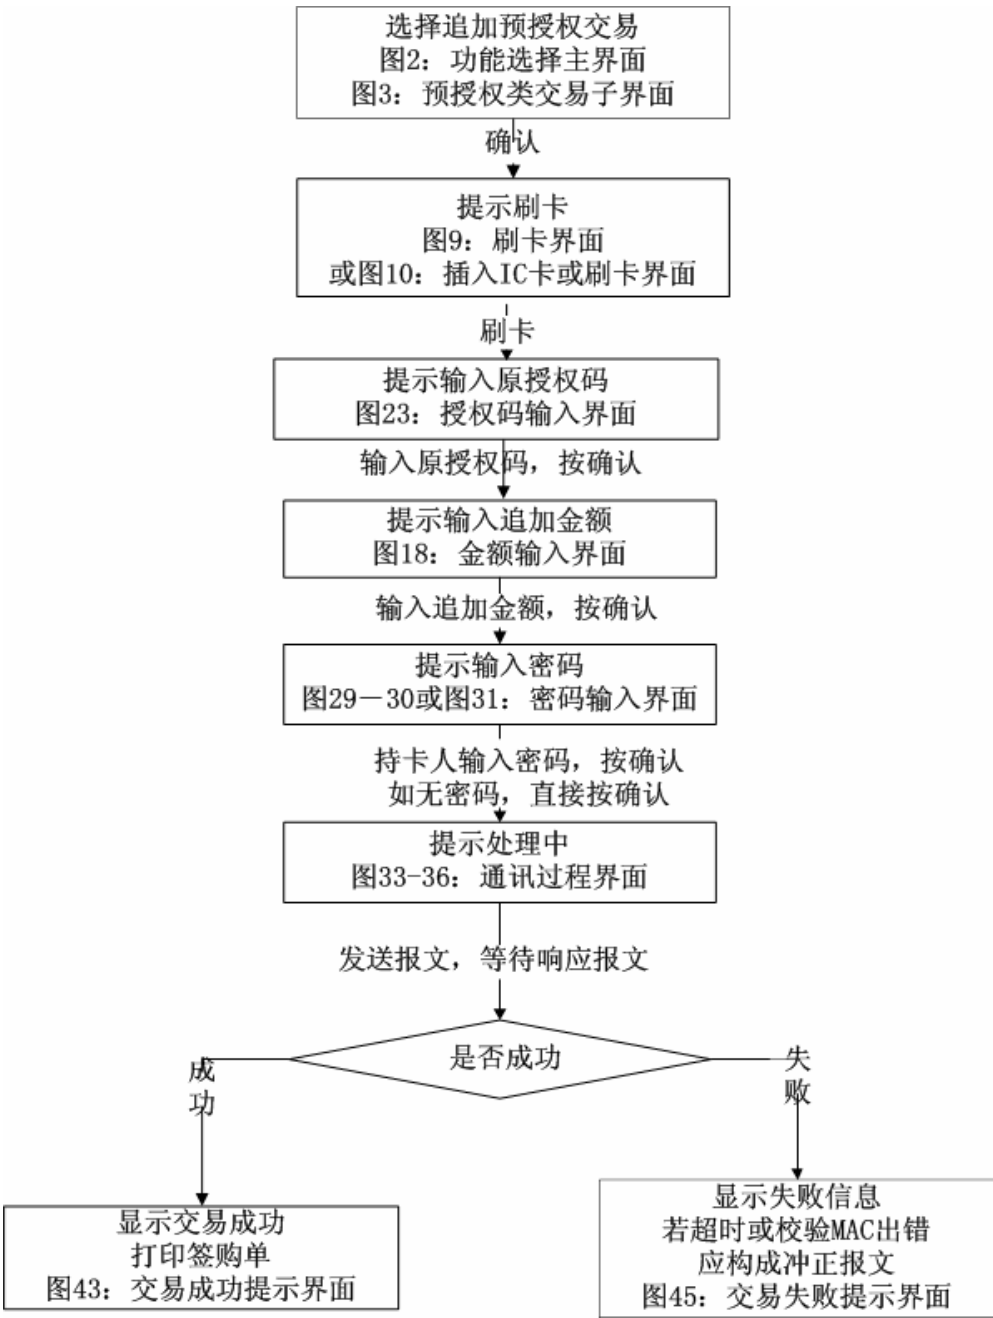 选择追加预授权交易
图2：功能选择主界面
图3：预授权类交易子界面
确认
提示刷卡
图9：刷卡界面
或图10：插入IC卡或刷卡界面
刷卡
提示输入原授权码
图23：授权码输入界面
输入原授权码，按确认
提示输入追加金额
图18：金额输入界面
输入追加金额，按确认
提示输入密码
图29－30或图31：密码输入界面
持卡人输入密码，按确认
如无密码，直接按确认
提示处理中
图33-36：通讯过程界面
发送报文，等待响应报文
是否成功
成功
失败
显示交易成功
打印签购单
图43：交易成功提示界面
显示失败信息
若超时或校验MAC出错
应构成冲正报文
图45：交易失败提示界面